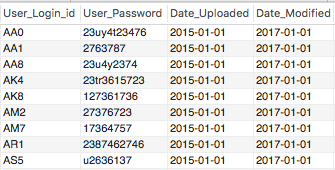 User_Login_id User_Password Date_Uploaded Date_Modified
AA0 23uy4t23476 2015-01-01 2017-01-01
AA1 2763787 2015-01-01 2017-01-01
AA8 23u4y2374 2015-01-01 2017-01-01
AK4 23tr3615723 2015-01-01 2017-01-01
AK8 127361736 2015-01-01 2017-01-01
AM2 27376723 2015-01-01 2017-01-01
AM7 17364757 2015-01-01 2017-01-01
AR1 2387462746 2015-01-01 2017-01-01
AS5 u2636137 2015-01-01 2017-01-01